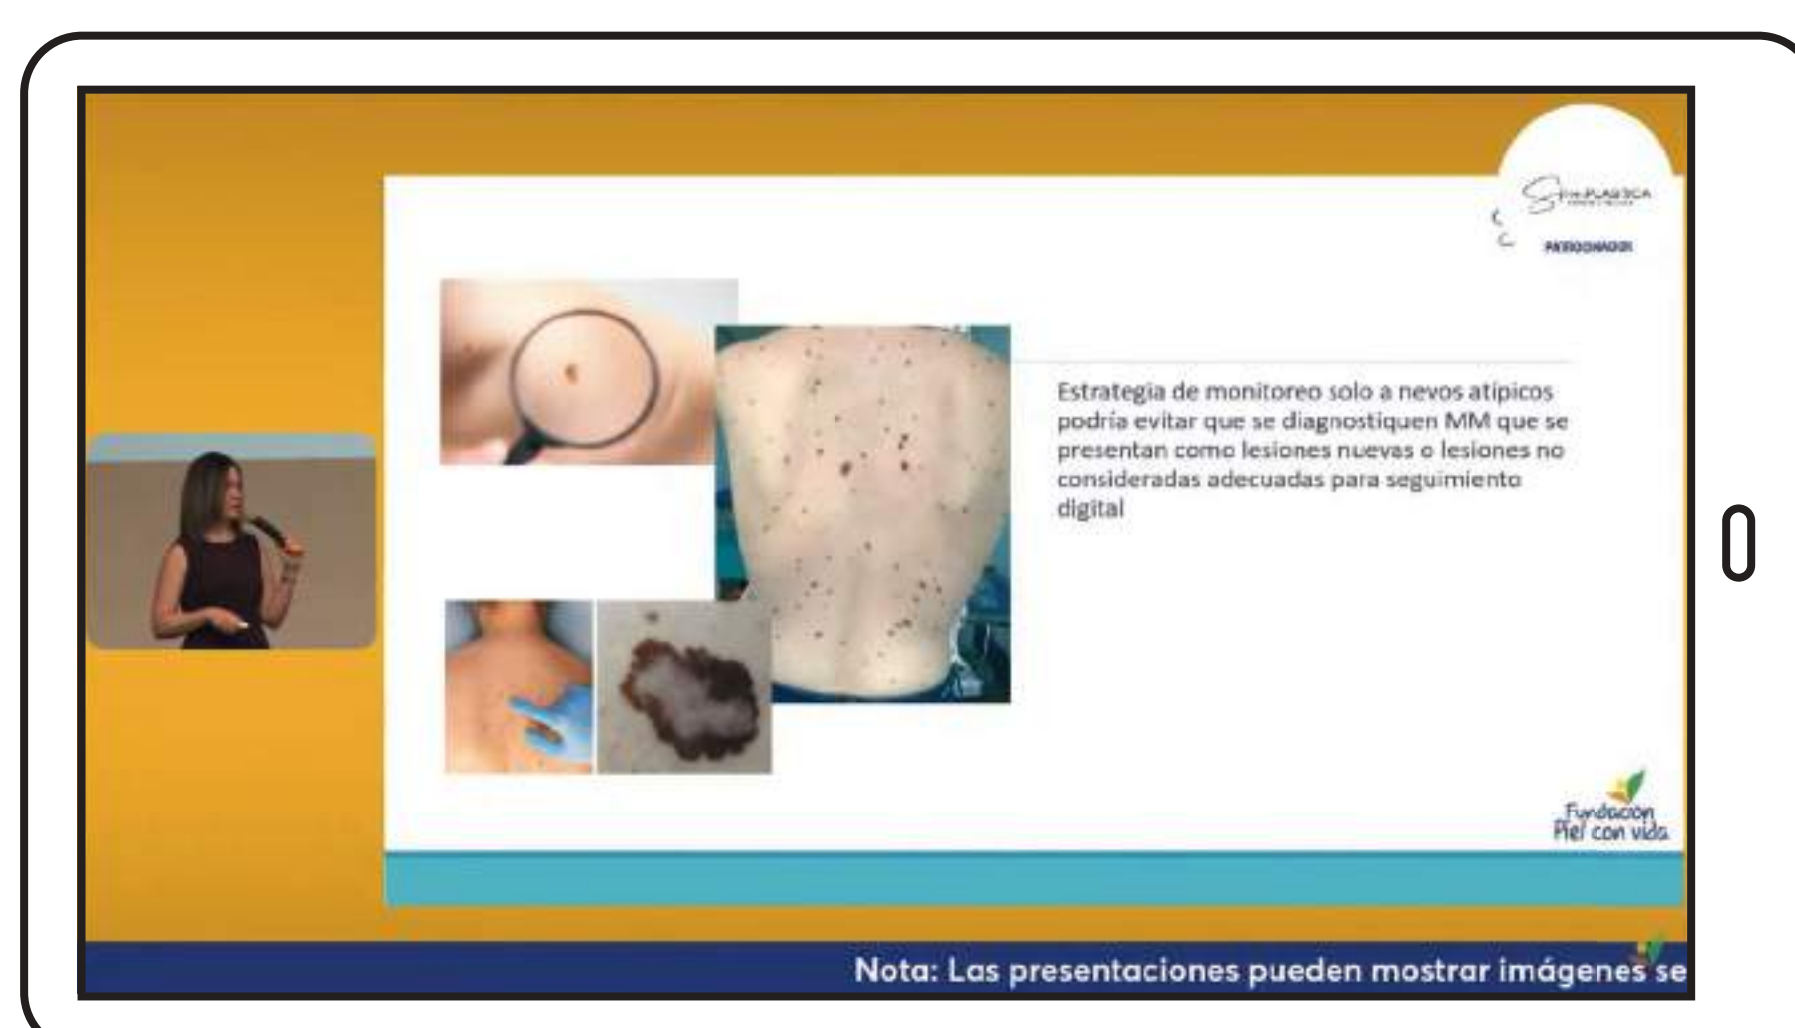 PATROCINADOR
Estrategia de monitoreo solo a nevos atípicos
podría evitar que se diagnostiquen MM que se
presentan como lesiones nuevas o lesiones no
consideradas adecuadas para seguimiento
digital
Fundación
Piel con vida
Nota: Las presentaciones pueden mostrar imágenes se